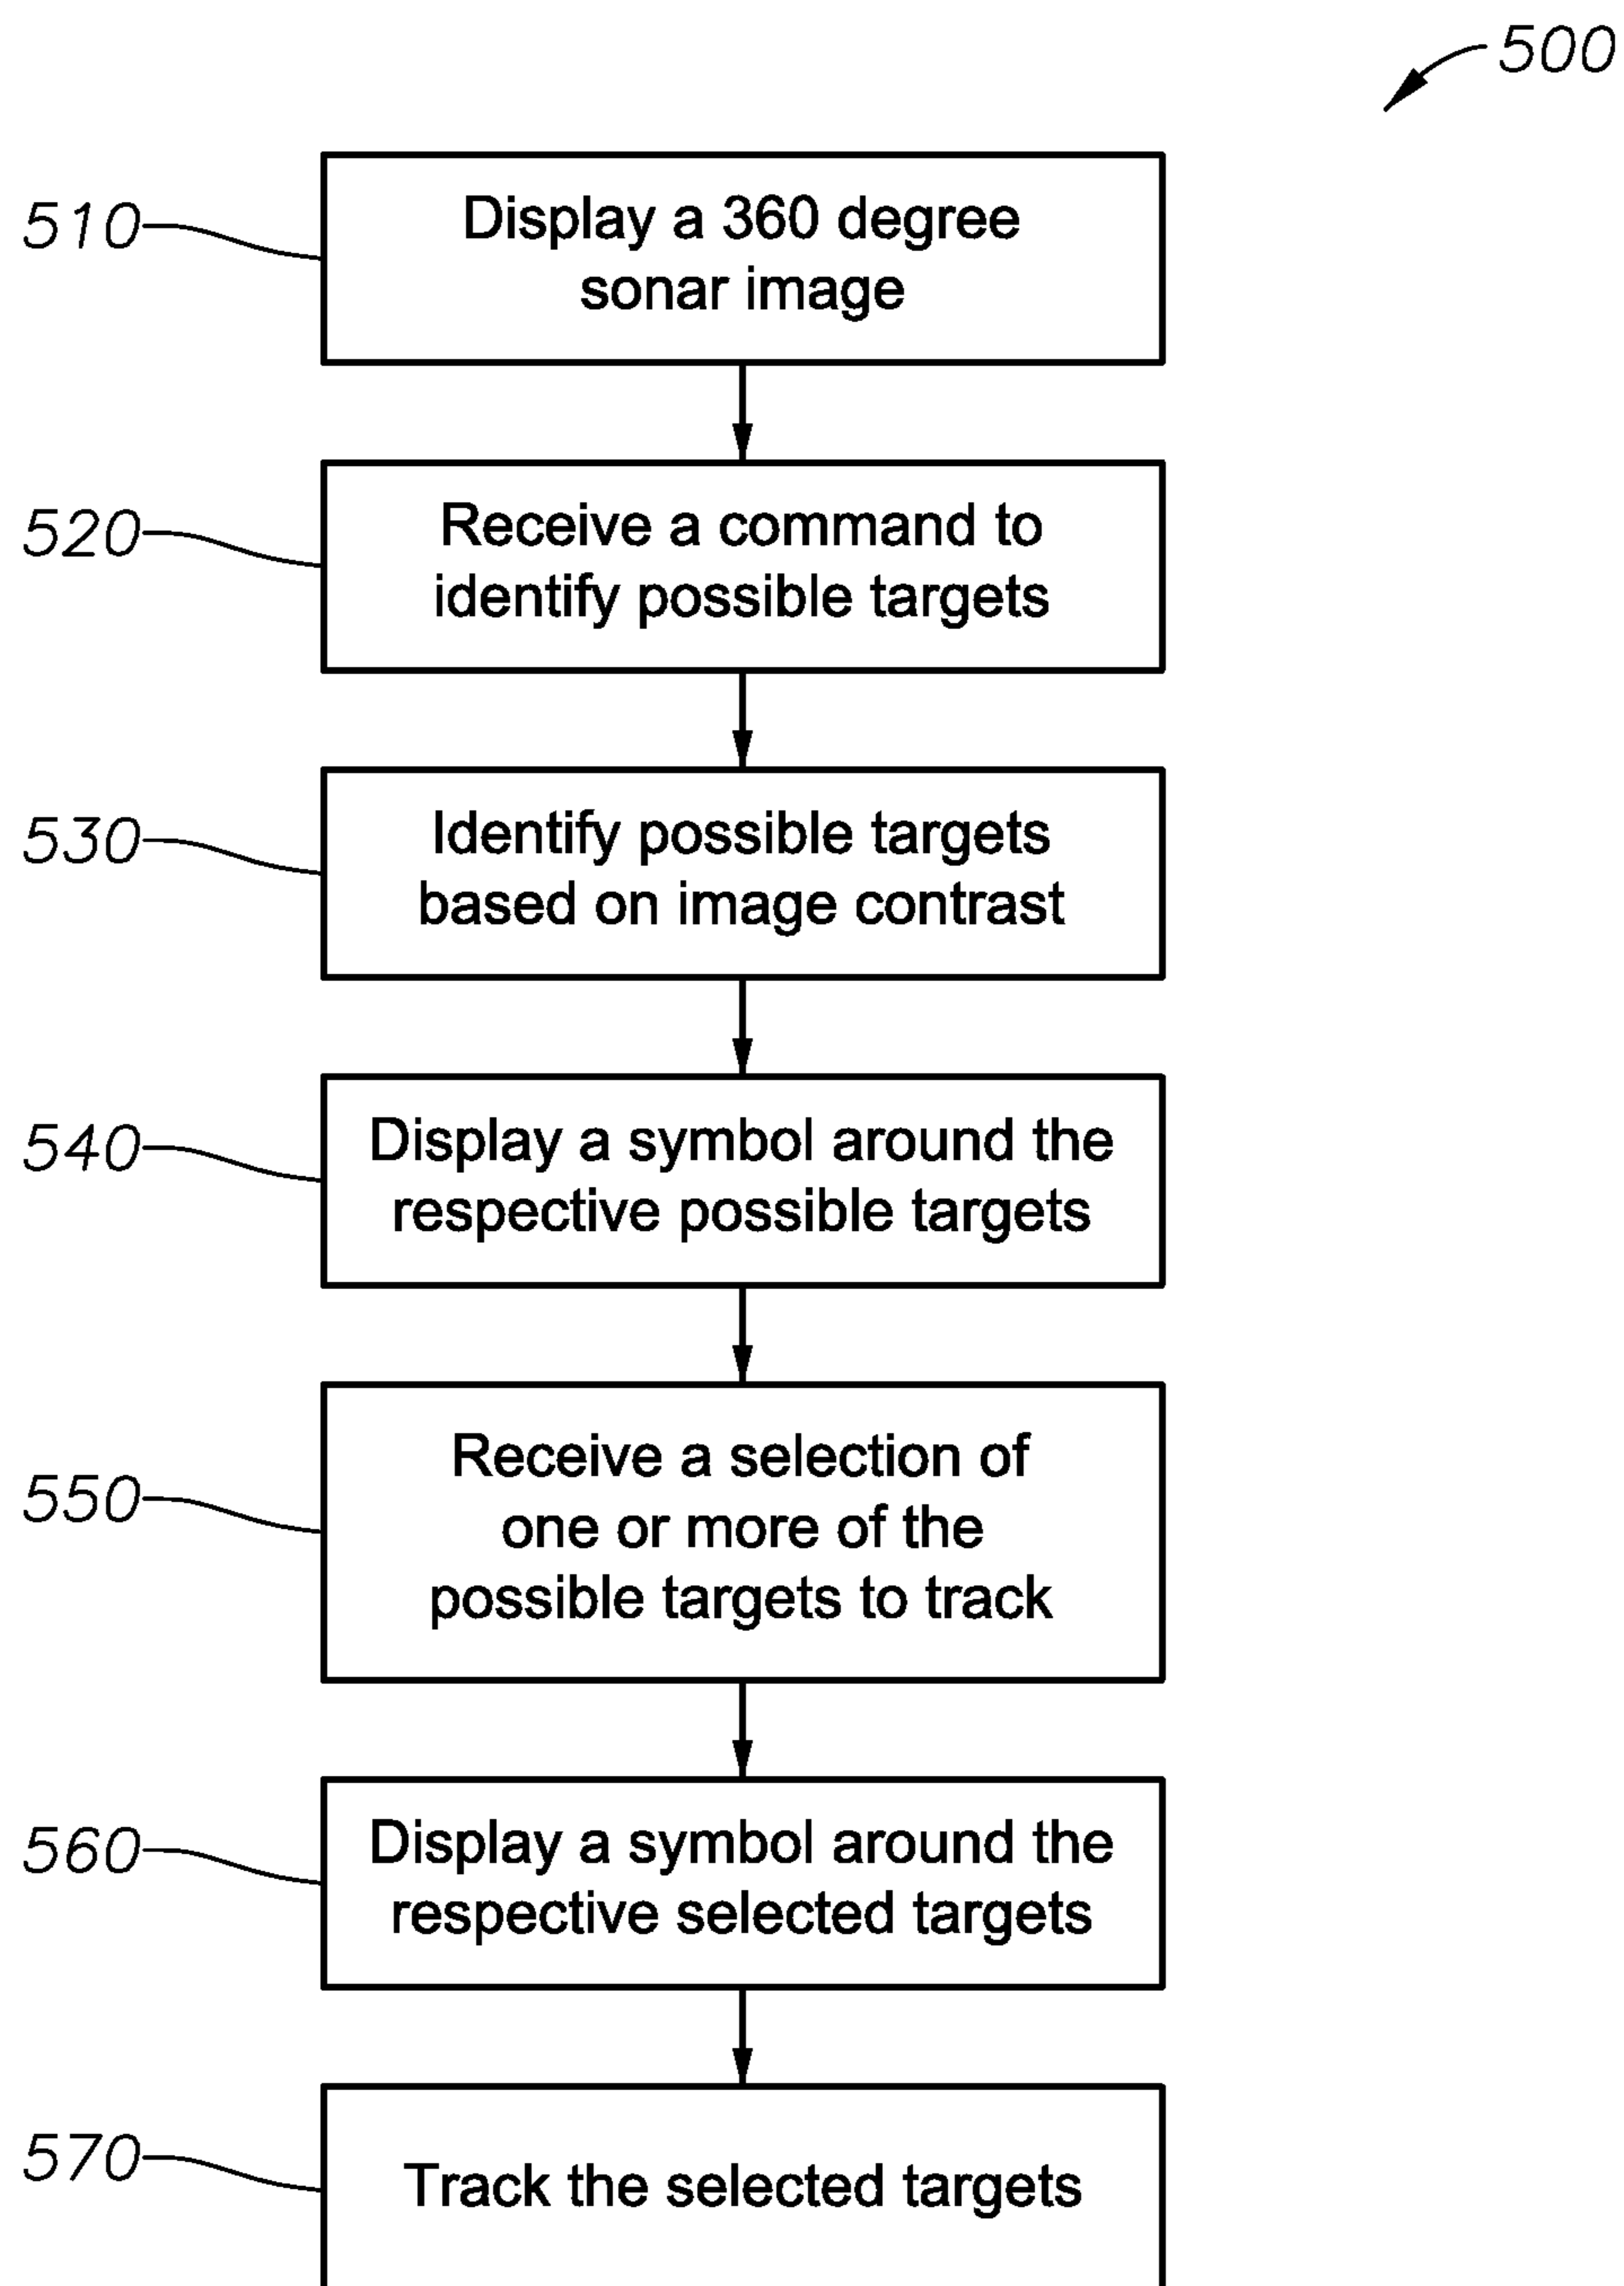 500
510
Display a 360 degree
sonar image
520
Receive a command to
identify possible targets
530
Identify possible targets
based on image contrast
540
Display a symbol around the
respective possible targets
550
Receive a selection of
one or more of the
possible targets to track
560
Display a symbol around the
respective selected targets
570
Track the selected targets